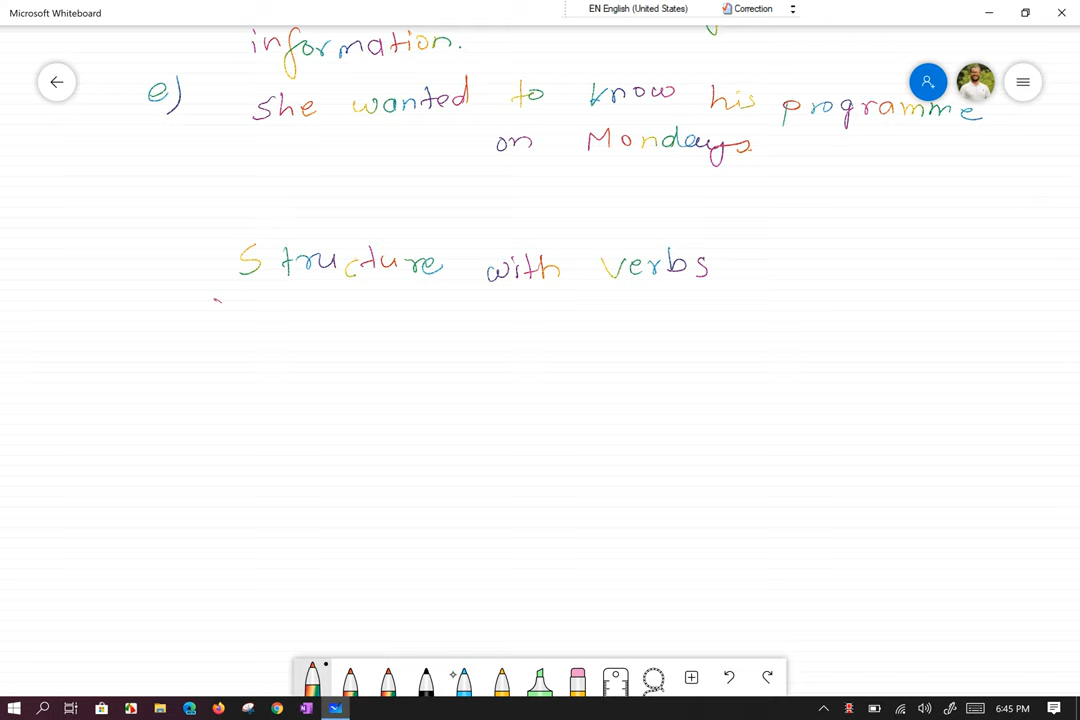 Microsoft Whiteboard
EN English (United States) Correction
information.
e) She wanted to know his programme
on Mondays
Structure with verbs
6:45 PM